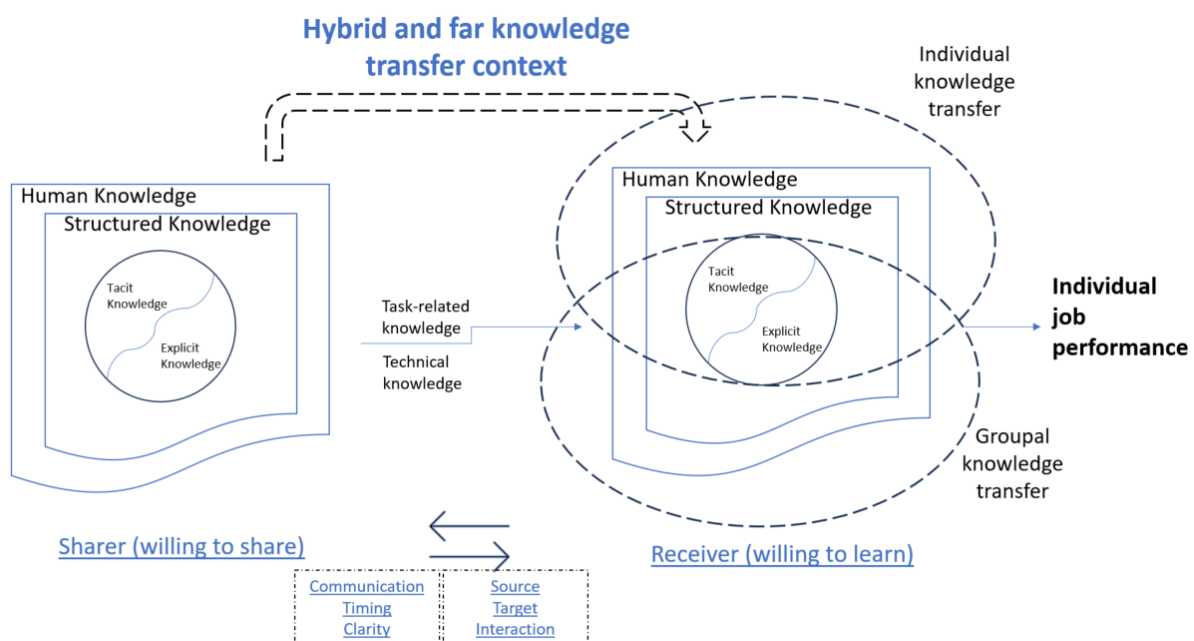 Hybrid and far knowledge
transfer context
Individual
knowledge
transfer
Human Knowledge
Structured Knowledge
Tacit
Knowledge
Explicit
Knowledge
Task-related
knowledge
Technical
knowledge
Human Knowledge
Structured Knowledge
Tacit
Knowledge
Explicit
Knowledge
Individual
job
performance
Groupal
knowledge
transfer
Sharer (willing to share)
Receiver (willing to learn)
Communication
Timing
Clarity
Source
Target
Interaction